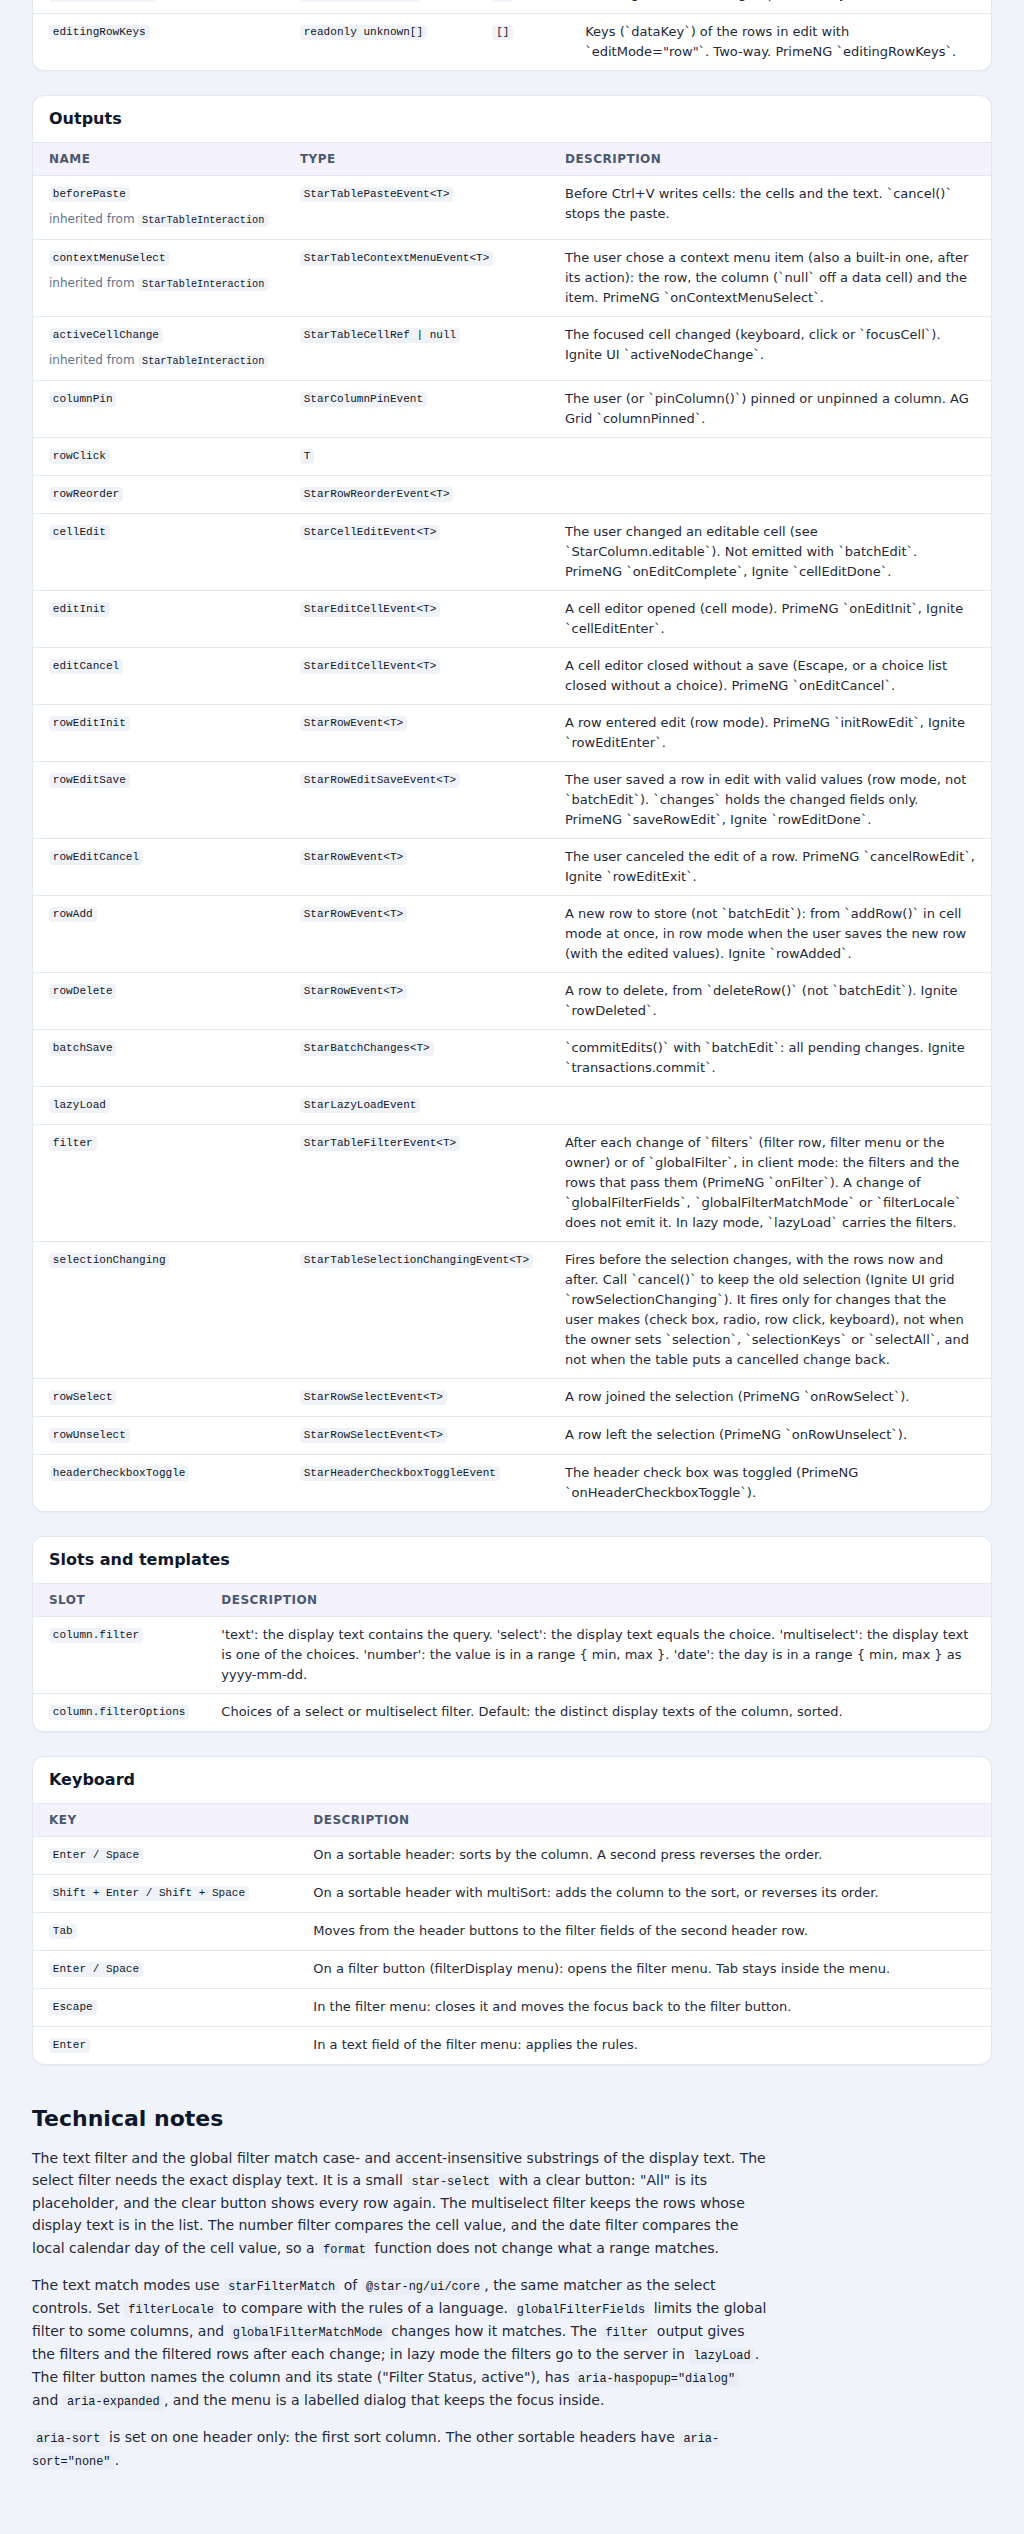 editingRowKeys readonly unknown[] [] Keys (`dataKey`) of the rows in edit with
`editMode="row"`. Two-way. PrimeNG `editingRowKeys`.
Outputs
NAME TYPE DESCRIPTION
beforePaste StarTablePasteEvent<T> Before Ctrl+V writes cells: the cells and the text. `cancel()`
inherited from StarTableInteraction stops the paste.
contextMenuSelect StarTableContextMenuEvent<T> The user chose a context menu item (also a built-in one, after
inherited from StarTableInteraction its action): the row, the column (`null` off a data cell) and the
item. PrimeNG `onContextMenuSelect`.
activeCellChange StarTableCellRef | null The focused cell changed (keyboard, click or `focusCell`).
inherited from StarTableInteraction Ignite UI `activeNodeChange`.
columnPin StarColumnPinEvent The user (or `pinColumn()`) pinned or unpinned a column. AG
Grid `columnPinned`.
rowClick T
rowReorder StarRowReorderEvent<T>
cellEdit StarCellEditEvent<T> The user changed an editable cell (see
`StarColumn.editable`). Not emitted with `batchEdit`.
PrimeNG `onEditComplete`, Ignite `cellEditDone`.
editInit StarEditCellEvent<T> A cell editor opened (cell mode). PrimeNG `onEditInit`, Ignite
`cellEditEnter`.
editCancel StarEditCellEvent<T> A cell editor closed without a save (Escape, or a choice list
closed without a choice). PrimeNG `onEditCancel`.
rowEditInit StarRowEvent<T> A row entered edit (row mode). PrimeNG `initRowEdit`, Ignite
`rowEditEnter`.
rowEditSave StarRowEditSaveEvent<T> The user saved a row in edit with valid values (row mode, not
`batchEdit`). `changes` holds the changed fields only.
PrimeNG `saveRowEdit`, Ignite `rowEditDone`.
rowEditCancel StarRowEvent<T> The user canceled the edit of a row. PrimeNG `cancelRowEdit`,
Ignite `rowEditExit`.
rowAdd StarRowEvent<T> A new row to store (not `batchEdit`): from `addRow()` in cell
mode at once, in row mode when the user saves the new row
(with the edited values). Ignite `rowAdded`.
rowDelete StarRowEvent<T> A row to delete, from `deleteRow()` (not `batchEdit`). Ignite
`rowDeleted`.
batchSave StarBatchChanges<T> `commitEdits()` with `batchEdit`: all pending changes. Ignite
`transactions.commit`.
lazyLoad StarLazyLoadEvent
filter StarTableFilterEvent<T> After each change of `filters` (filter row, filter menu or the
owner) or of `globalFilter`, in client mode: the filters and the
rows that pass them (PrimeNG `onFilter`). A change of
`globalFilterFields`, `globalFilterMatchMode` or `filterLocale`
does not emit it. In lazy mode, `lazyLoad` carries the filters.
selectionChanging StarTableSelectionChangingEvent<T> Fires before the selection changes, with the rows now and
after. Call `cancel()` to keep the old selection (Ignite UI grid
`rowSelectionChanging`). It fires only for changes that the
user makes (check box, radio, row click, keyboard), not when
the owner sets `selection`, `selectionKeys` or `selectAll`, and
not when the table puts a cancelled change back.
rowSelect StarRowSelectEvent<T> A row joined the selection (PrimeNG `onRowSelect`).
rowUnselect StarRowSelectEvent<T> A row left the selection (PrimeNG `onRowUnselect`).
headerCheckboxToggle StarHeaderCheckboxToggleEvent The header check box was toggled (PrimeNG
`onHeaderCheckboxToggle`).
Slots and templates
SLOT DESCRIPTION
column.filter 'text': the display text contains the query. 'select': the display text equals the choice. 'multiselect': the display text
is one of the choices. 'number': the value is in a range { min, max }. 'date': the day is in a range { min, max } as
yyyy-mm-dd.
column.filterOptions Choices of a select or multiselect filter. Default: the distinct display texts of the column, sorted.
Keyboard
KEY DESCRIPTION
Enter / Space On a sortable header: sorts by the column. A second press reverses the order.
Shift + Enter / Shift + Space On a sortable header with multiSort: adds the column to the sort, or reverses its order.
Tab Moves from the header buttons to the filter fields of the second header row.
Enter / Space On a filter button (filterDisplay menu): opens the filter menu. Tab stays inside the menu.
Escape In the filter menu: closes it and moves the focus back to the filter button.
Enter In a text field of the filter menu: applies the rules.
Technical notes
The text filter and the global filter match case- and accent-insensitive substrings of the display text. The
select filter needs the exact display text. It is a small star-select with a clear button: "All" is its
placeholder, and the clear button shows every row again. The multiselect filter keeps the rows whose
display text is in the list. The number filter compares the cell value, and the date filter compares the
local calendar day of the cell value, so a format function does not change what a range matches.
The text match modes use starFilterMatch of @star-ng/ui/core, the same matcher as the select
controls. Set filterLocale to compare with the rules of a language. globalFilterFields limits the global
filter to some columns, and globalFilterMatchMode changes how it matches. The filter output gives
the filters and the filtered rows after each change; in lazy mode the filters go to the server in lazyLoad.
The filter button names the column and its state ("Filter Status, active"), has aria-haspopup="dialog"
and aria-expanded, and the menu is a labelled dialog that keeps the focus inside.
aria-sort is set on one header only: the first sort column. The other sortable headers have aria-
sort="none".